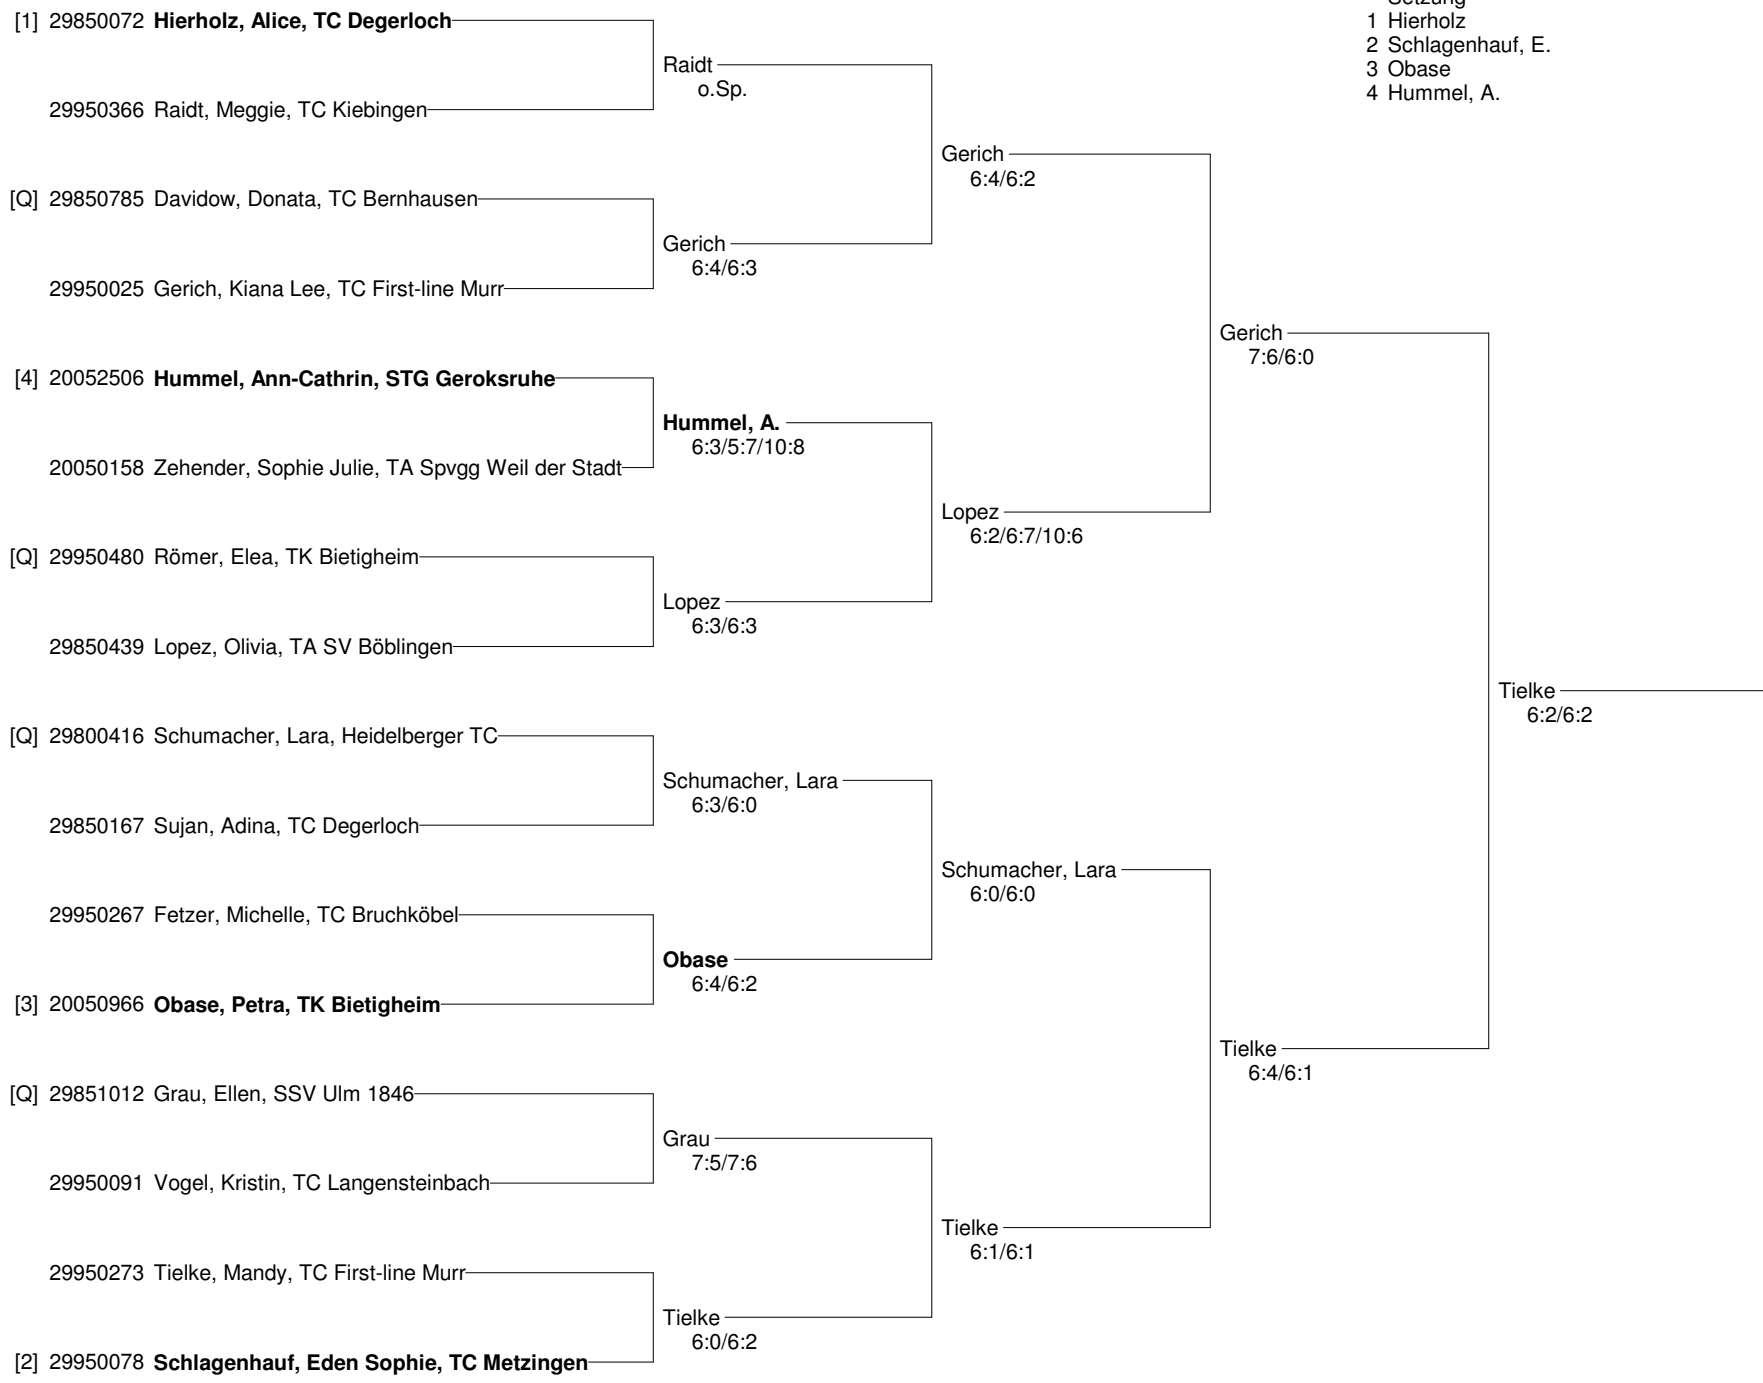 Setzung
1 Hierholz
2 Schlagenhauf, E.
3 Obase
4 Hummel, A.
[1] 29850072 Hierholz, Alice, TC Degerloch
Raidt
o.Sp.
29950366 Raidt, Meggie, TC Kiebingen
Gerich
6:4/6:2
[Q] 29850785 Davidow, Donata, TC Bernhausen
Gerich
6:4/6:3
29950025 Gerich, Kiana Lee, TC First-line Murr
Gerich
7:6/6:0
[4] 20052506 Hummel, Ann-Cathrin, STG Geroksruhe
Hummel, A.
6:3/5:7/10:8
20050158 Zehender, Sophie Julie, TA Spvgg Weil der Stadt
Lopez
6:2/6:7/10:6
[Q] 29950480 Römer, Elea, TK Bietigheim
Lopez
6:3/6:3
29850439 Lopez, Olivia, TA SV Böblingen
Tielke
6:2/6:2
[Q] 29800416 Schumacher, Lara, Heidelberger TC
Schumacher, Lara
6:3/6:0
29850167 Sujan, Adina, TC Degerloch
Schumacher, Lara
6:0/6:0
29950267 Fetzer, Michelle, TC Bruchköbel
Obase
6:4/6:2
[3] 20050966 Obase, Petra, TK Bietigheim
Tielke
6:4/6:1
[Q] 29851012 Grau, Ellen, SSV Ulm 1846
Grau
7:5/7:6
29950091 Vogel, Kristin, TC Langensteinbach
Tielke
6:1/6:1
29950273 Tielke, Mandy, TC First-line Murr
Tielke
6:0/6:2
[2] 29950078 Schlagenhauf, Eden Sophie, TC Metzingen